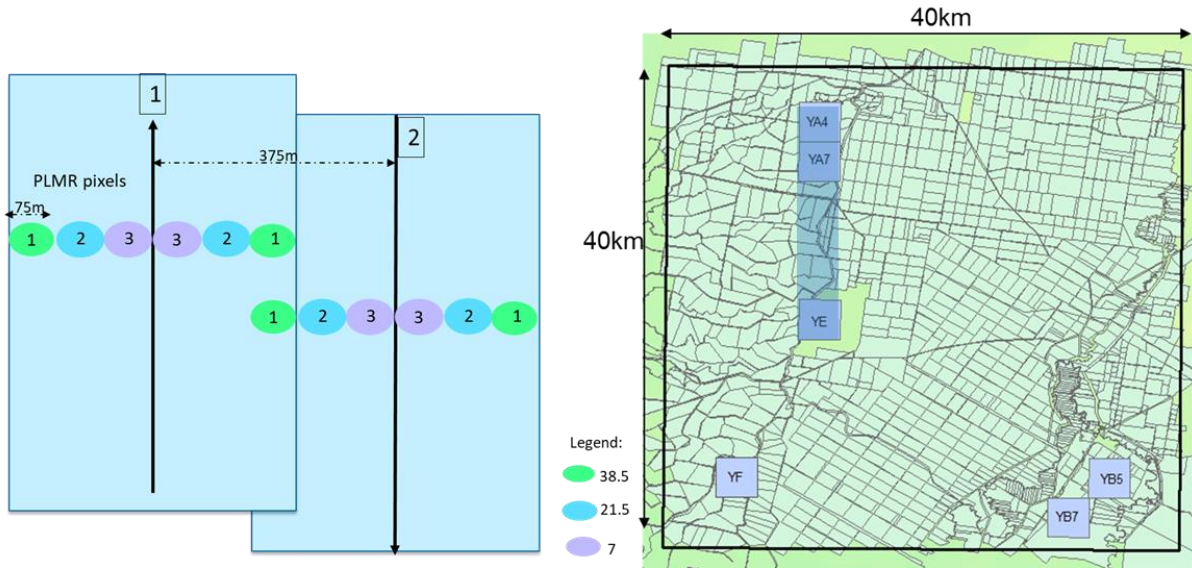 1
2
375m
PLMR pixels
75m
1 2 3 3 2 1
1 2 3 3 2 1
Legend:
38.5
21.5
7
40km
40km
YA4
YA7
YE
YF
YB5
YB7